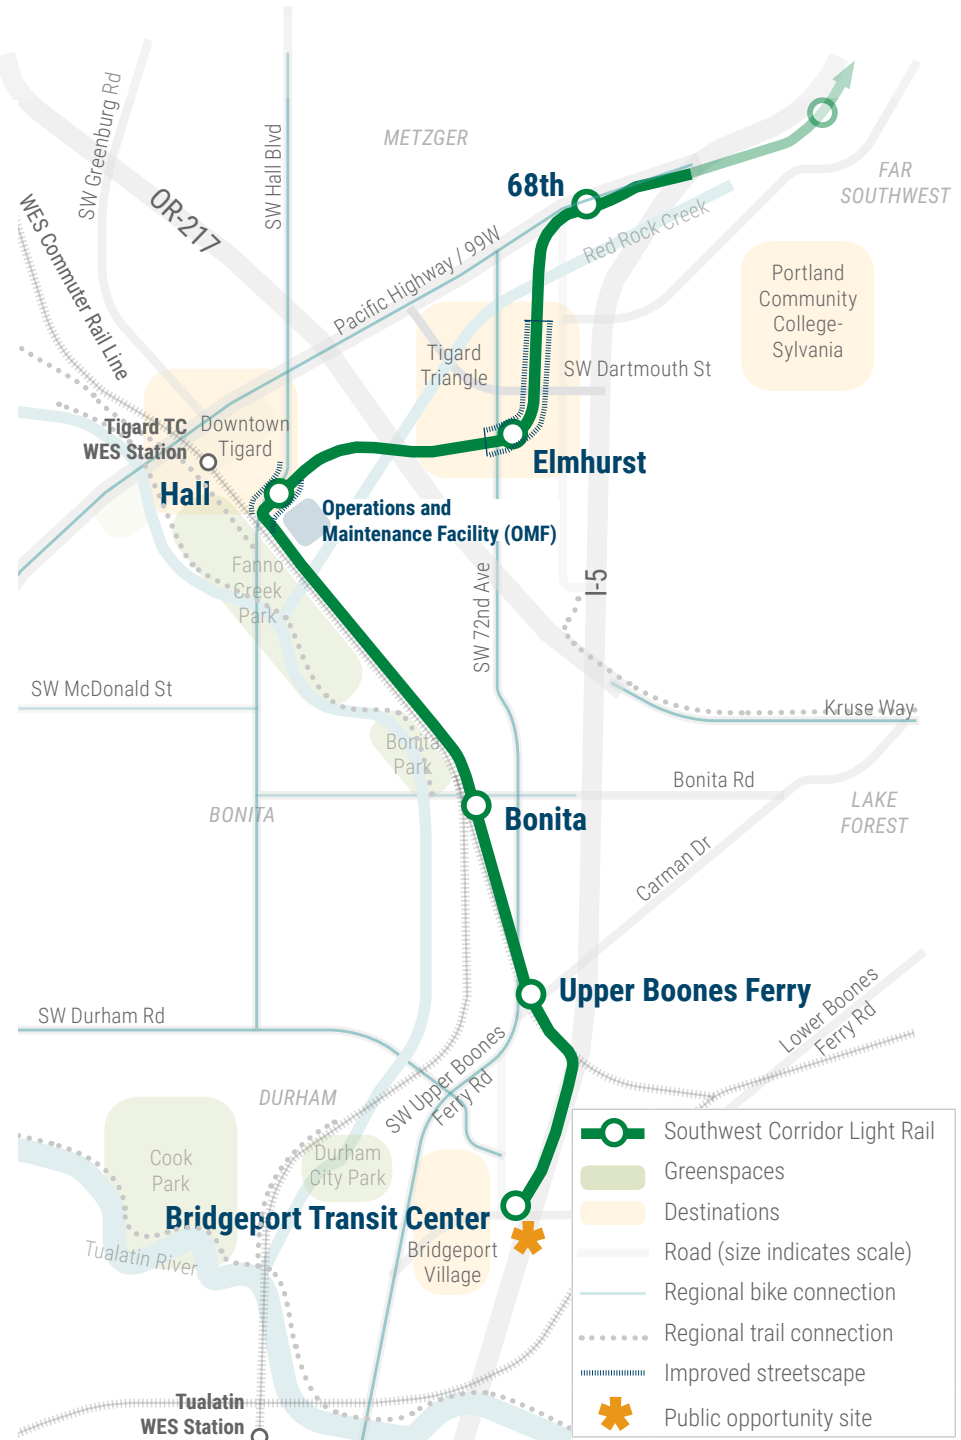 SW Greenburg Rd
SW Hall Blvd
METZGER
OR-217
WES Commuter Rail Line
68th
FAR
SOUTHWEST
Red Rock Creek
Pacific Highway / 99W
Portland
Community
College-
Sylvania
Tigard
Triangle
SW Dartmouth St
Tigard TC
WES Station
Downtown
Tigard
Hall
Elmhurst
Operations and
Maintenance Facility (OMF)
Fanno
Creek
Park
SW 72nd Ave
I-5
SW McDonald St
Kruse Way
Bonita
Park
Bonita Rd
BONITA
Bonita
LAKE
FOREST
Carman Dr
Upper Boones Ferry
SW Durham Rd
Lower Boones
Ferry Rd
SW Upper Boones
Ferry Rd
DURHAM
Cook
Park
Durham
City Park
Bridgeport Transit Center
Bridgeport
Village
Tualatin River
Tualatin
WES Station
Southwest Corridor Light Rail
Greenspaces
Destinations
Road (size indicates scale)
Regional bike connection
Regional trail connection
Improved streetscape
Public opportunity site